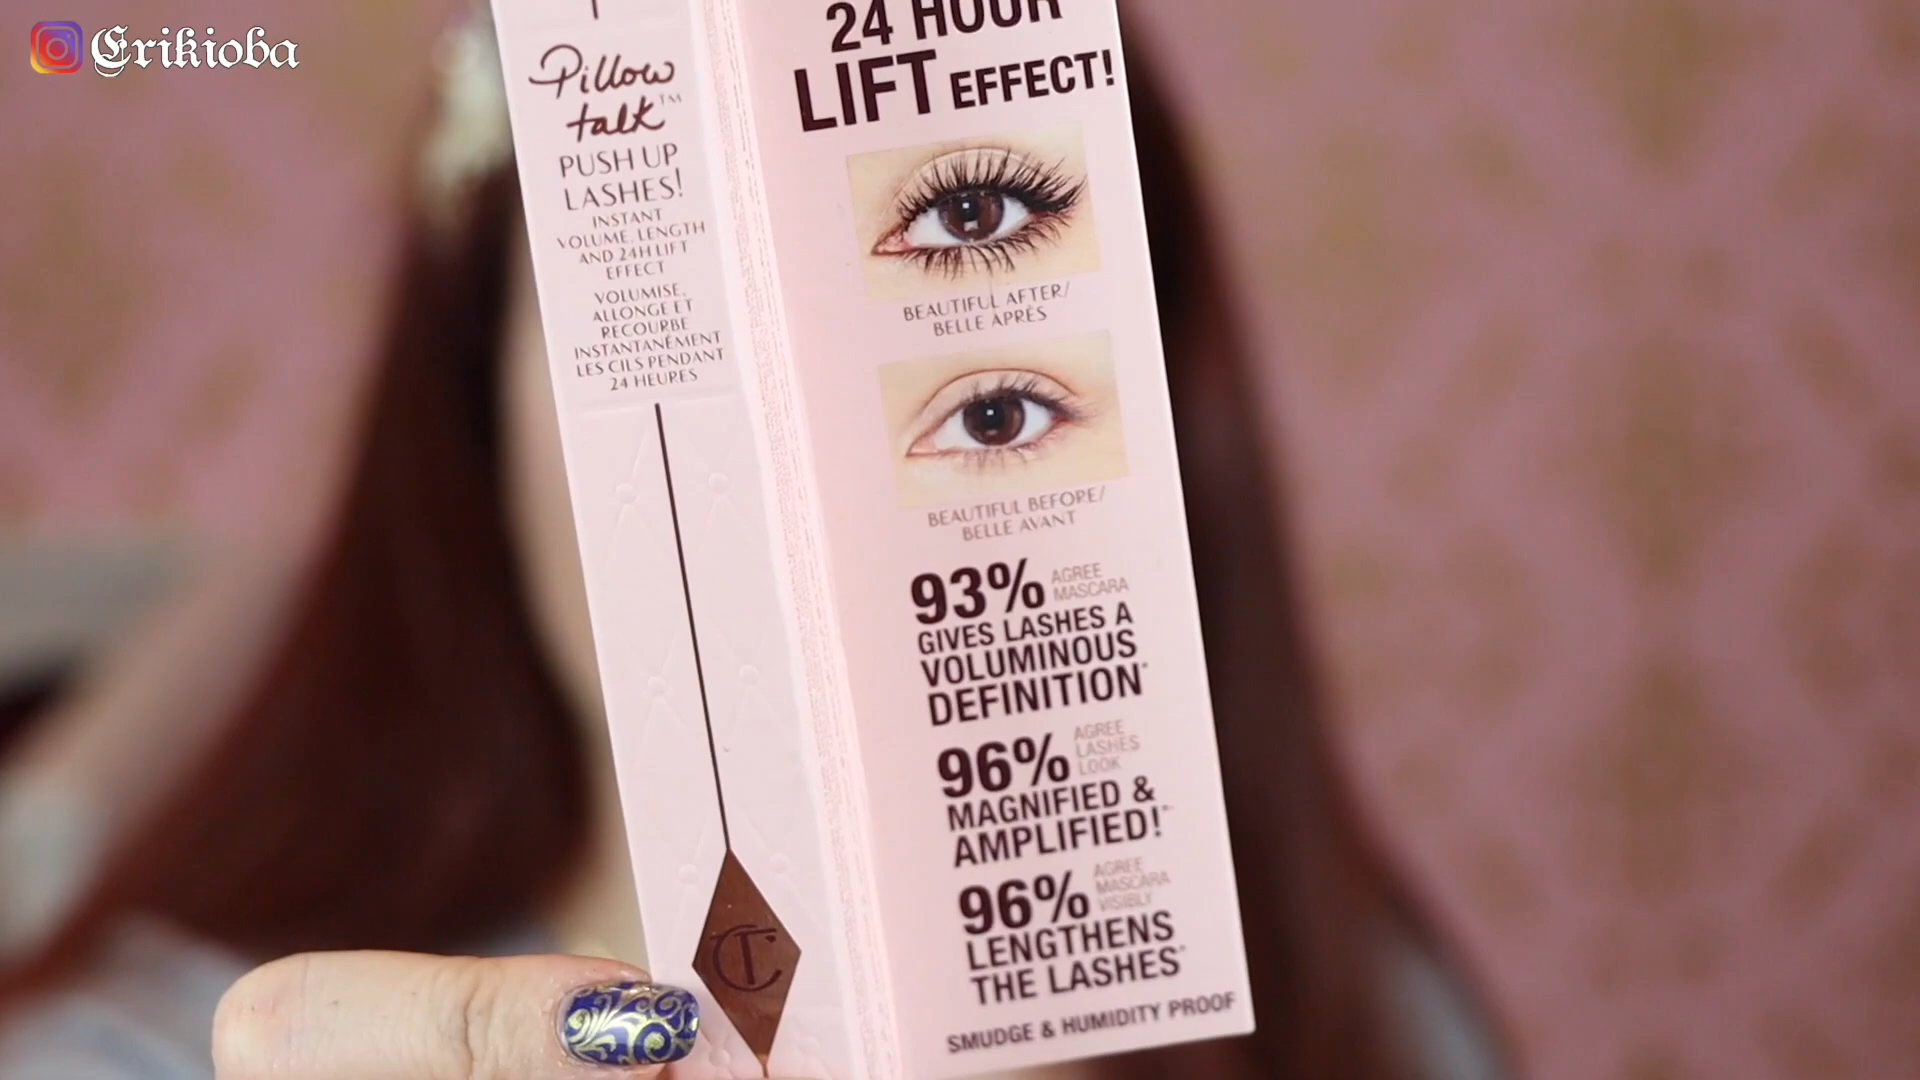 Erikioba
Pillow
talk™
PUSH UP
LASHES!
INSTANT
VOLUME, LENGTH
AND 24H LIFT
EFFECT
VOLUMISE,
ALLONGE ET
RECOURBE
INSTANTANÉMENT
LES CILS PENDANT
24 HEURES
CT
24 HOUR
LIFT EFFECT!
BEAUTIFUL AFTER/
BELLE APRÈS
BEAUTIFUL BEFORE/
BELLE AVANT
93% AGREE
MASCARA
GIVES LASHES A
VOLUMINOUS
DEFINITION*
96% AGREE
LASHES
LOOK
MAGNIFIED &
AMPLIFIED!*
96% AGREE
MASCARA
VISIBLY
LENGTHENS
THE LASHES*
SMUDGE & HUMIDITY PROOF